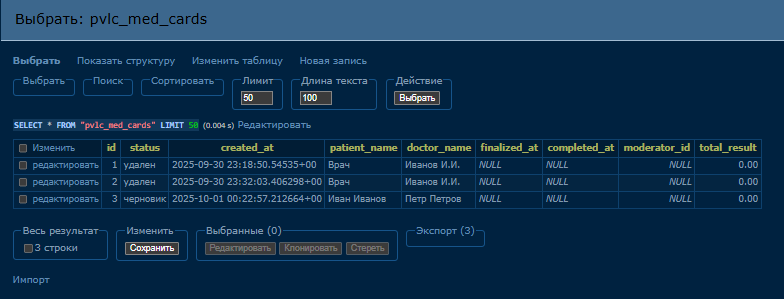 Выбрать: pvlc_med_cards
Выбрать Показать структуру Изменить таблицу Новая запись
Выбрать Поиск Сортировать Лимит Длина текста Действие
50 100 Выбрать
SELECT * FROM "pvlc_med_cards" LIMIT 50 (0.004 s) Редактировать
Изменить id status created_at patient_name doctor_name finalized_at completed_at moderator_id total_result
редактировать 1 удален 2025-09-30 23:18:50.54535+00 Врач Иванов И.И. NULL NULL NULL 0.00
редактировать 2 удален 2025-09-30 23:32:03.406298+00 Врач Иванов И.И. NULL NULL NULL 0.00
редактировать 3 черновик 2025-10-01 00:22:57.212664+00 Иван Иванов Петр Петров NULL NULL NULL 0.00
Весь результат Изменить Выбранные (0) Экспорт (3)
3 строки Сохранить Редактировать Клонировать Стереть
Импорт